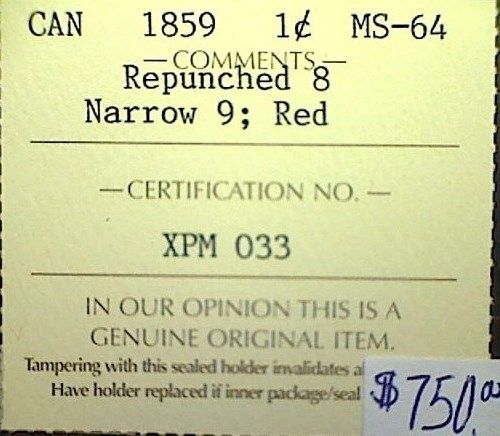 CAN 1859 1¢ MS-64
— COMMENTS —
Repunched 8
Narrow 9; Red
— CERTIFICATION NO. —
XPM 033
IN OUR OPINION THIS IS A
GENUINE ORIGINAL ITEM.
Tampering with this sealed holder invalidates a
Have holder replaced if inner package/seal
$750.00